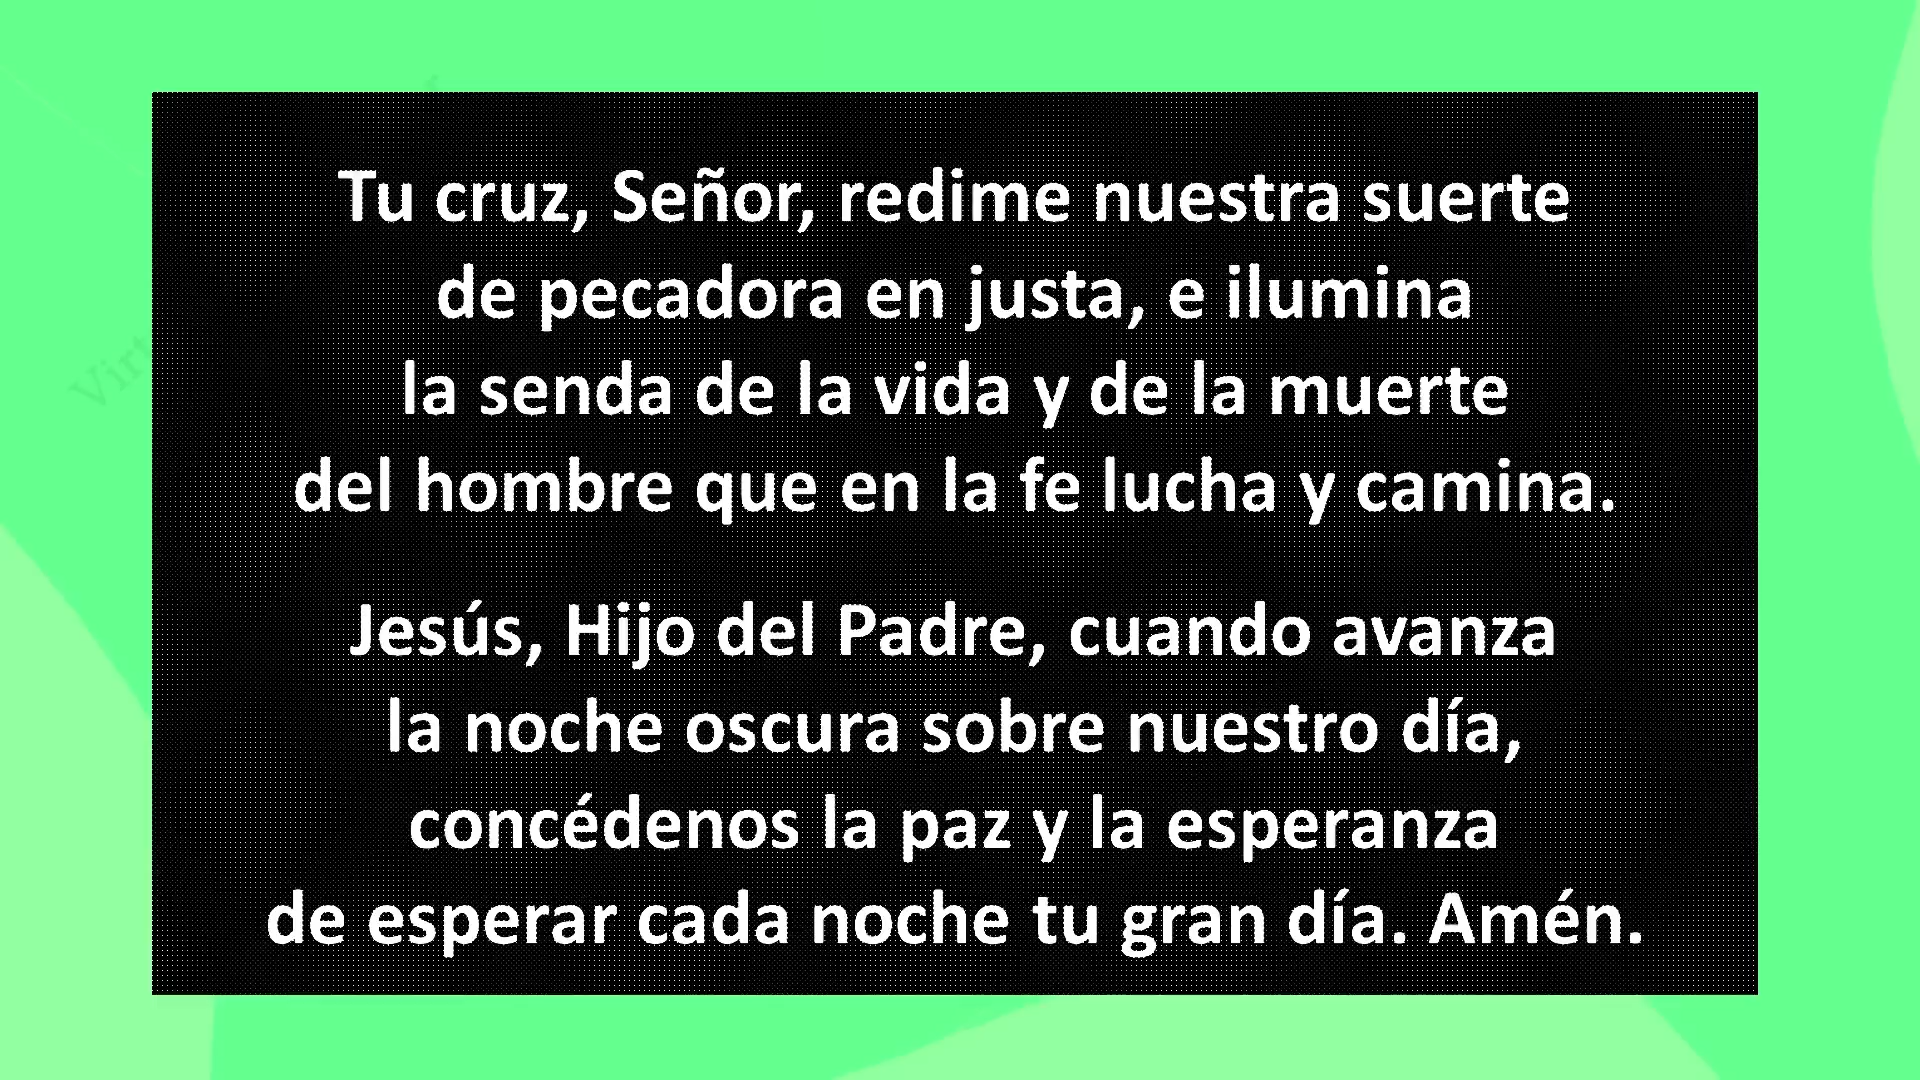 Tu cruz, Señor, redime nuestra suerte
de pecadora en justa, e ilumina
la senda de la vida y de la muerte
del hombre que en la fe lucha y camina.
Jesús, Hijo del Padre, cuando avanza
la noche oscura sobre nuestro día,
concédenos la paz y la esperanza
de esperar cada noche tu gran día. Amén.